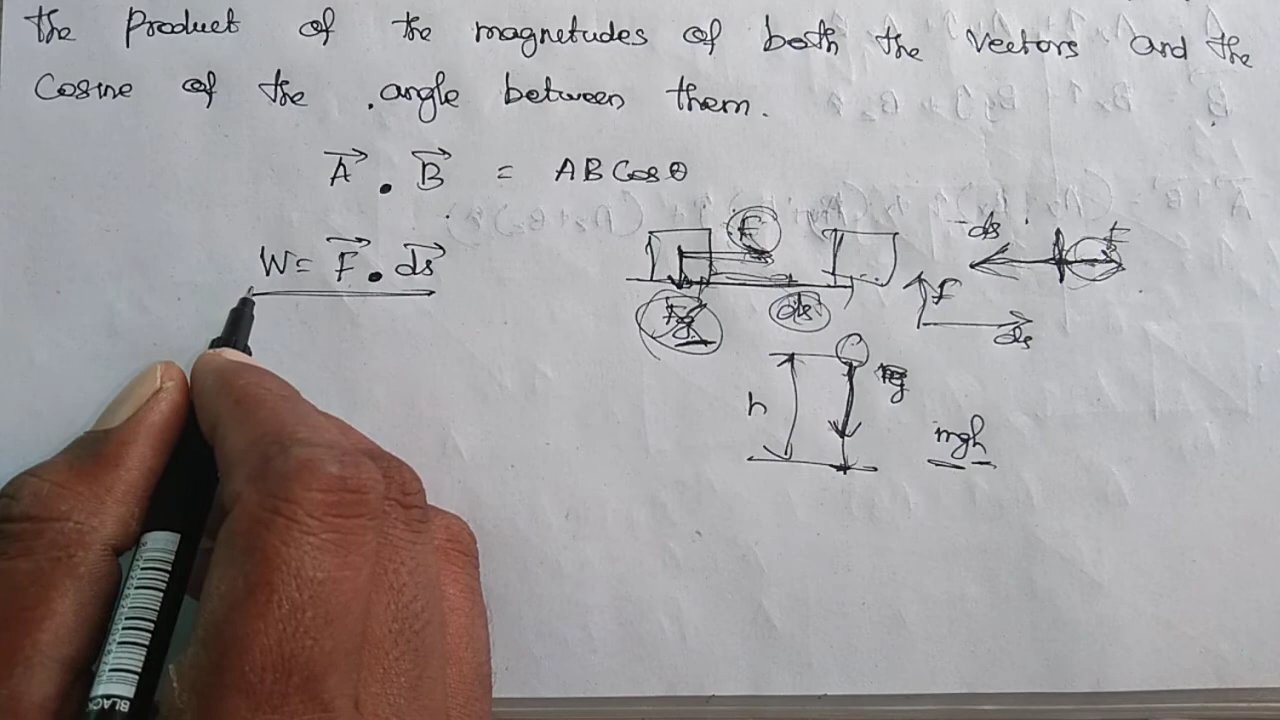 the product of the magnetudes of both the vectors and the
Cosine of the angle between them.
A . B = AB Cosθ
W = F . ds
F
ds
-ds
F
F
ds
h
mgh
BLAC